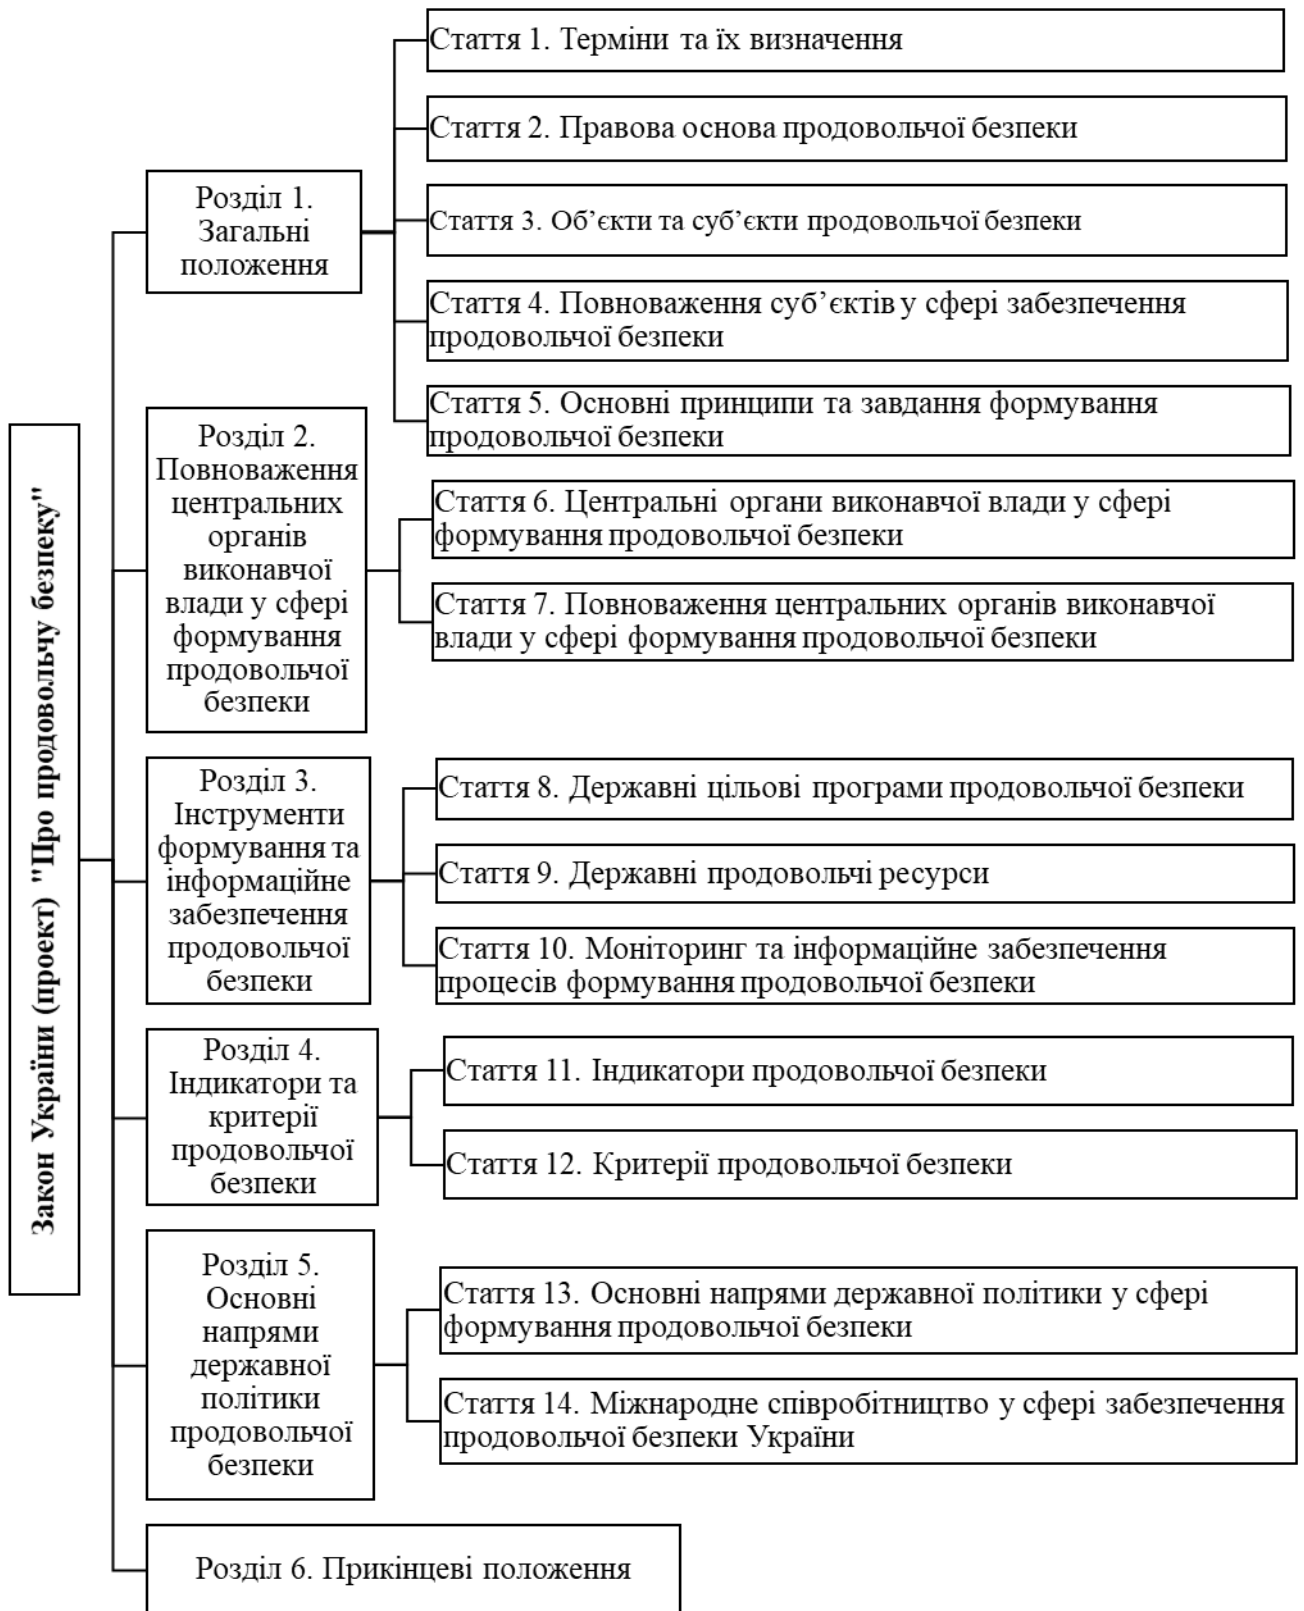 Закон України (проект) "Про продовольчу безпеку"
Розділ 1.
Загальні
положення
Стаття 1. Терміни та їх визначення
Стаття 2. Правова основа продовольчої безпеки
Стаття 3. Об’єкти та суб’єкти продовольчої безпеки
Стаття 4. Повноваження суб’єктів у сфері забезпечення
продовольчої безпеки
Стаття 5. Основні принципи та завдання формування
продовольчої безпеки
Розділ 2.
Повноваження
центральних
органів
виконавчої
влади у сфері
формування
продовольчої
безпеки
Стаття 6. Центральні органи виконавчої влади у сфері
формування продовольчої безпеки
Стаття 7. Повноваження центральних органів виконавчої
влади у сфері формування продовольчої безпеки
Розділ 3.
Інструменти
формування та
інформаційне
забезпечення
продовольчої
безпеки
Стаття 8. Державні цільові програми продовольчої безпеки
Стаття 9. Державні продовольчі ресурси
Стаття 10. Моніторинг та інформаційне забезпечення
процесів формування продовольчої безпеки
Розділ 4.
Індикатори та
критерії
продовольчої
безпеки
Стаття 11. Індикатори продовольчої безпеки
Стаття 12. Критерії продовольчої безпеки
Розділ 5.
Основні
напрями
державної
політики
продовольчої
безпеки
Стаття 13. Основні напрями державної політики у сфері
формування продовольчої безпеки
Стаття 14. Міжнародне співробітництво у сфері забезпечення
продовольчої безпеки України
Розділ 6. Прикінцеві положення